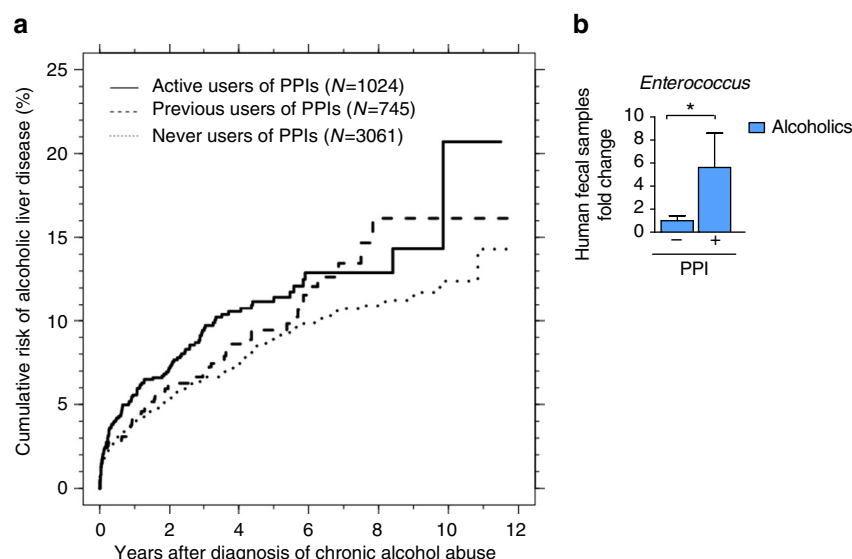 a
Cumulative risk of alcoholic liver disease (%)
25
20
15
10
5
0
Active users of PPIs (N=1024)
Previous users of PPIs (N=745)
Never users of PPIs (N=3061)
0 2 4 6 8 10 12
Years after diagnosis of chronic alcohol abuse
b
Enterococcus
Human fecal samples
fold change
10
8
6
4
2
0
*
Alcoholics
– +
PPI